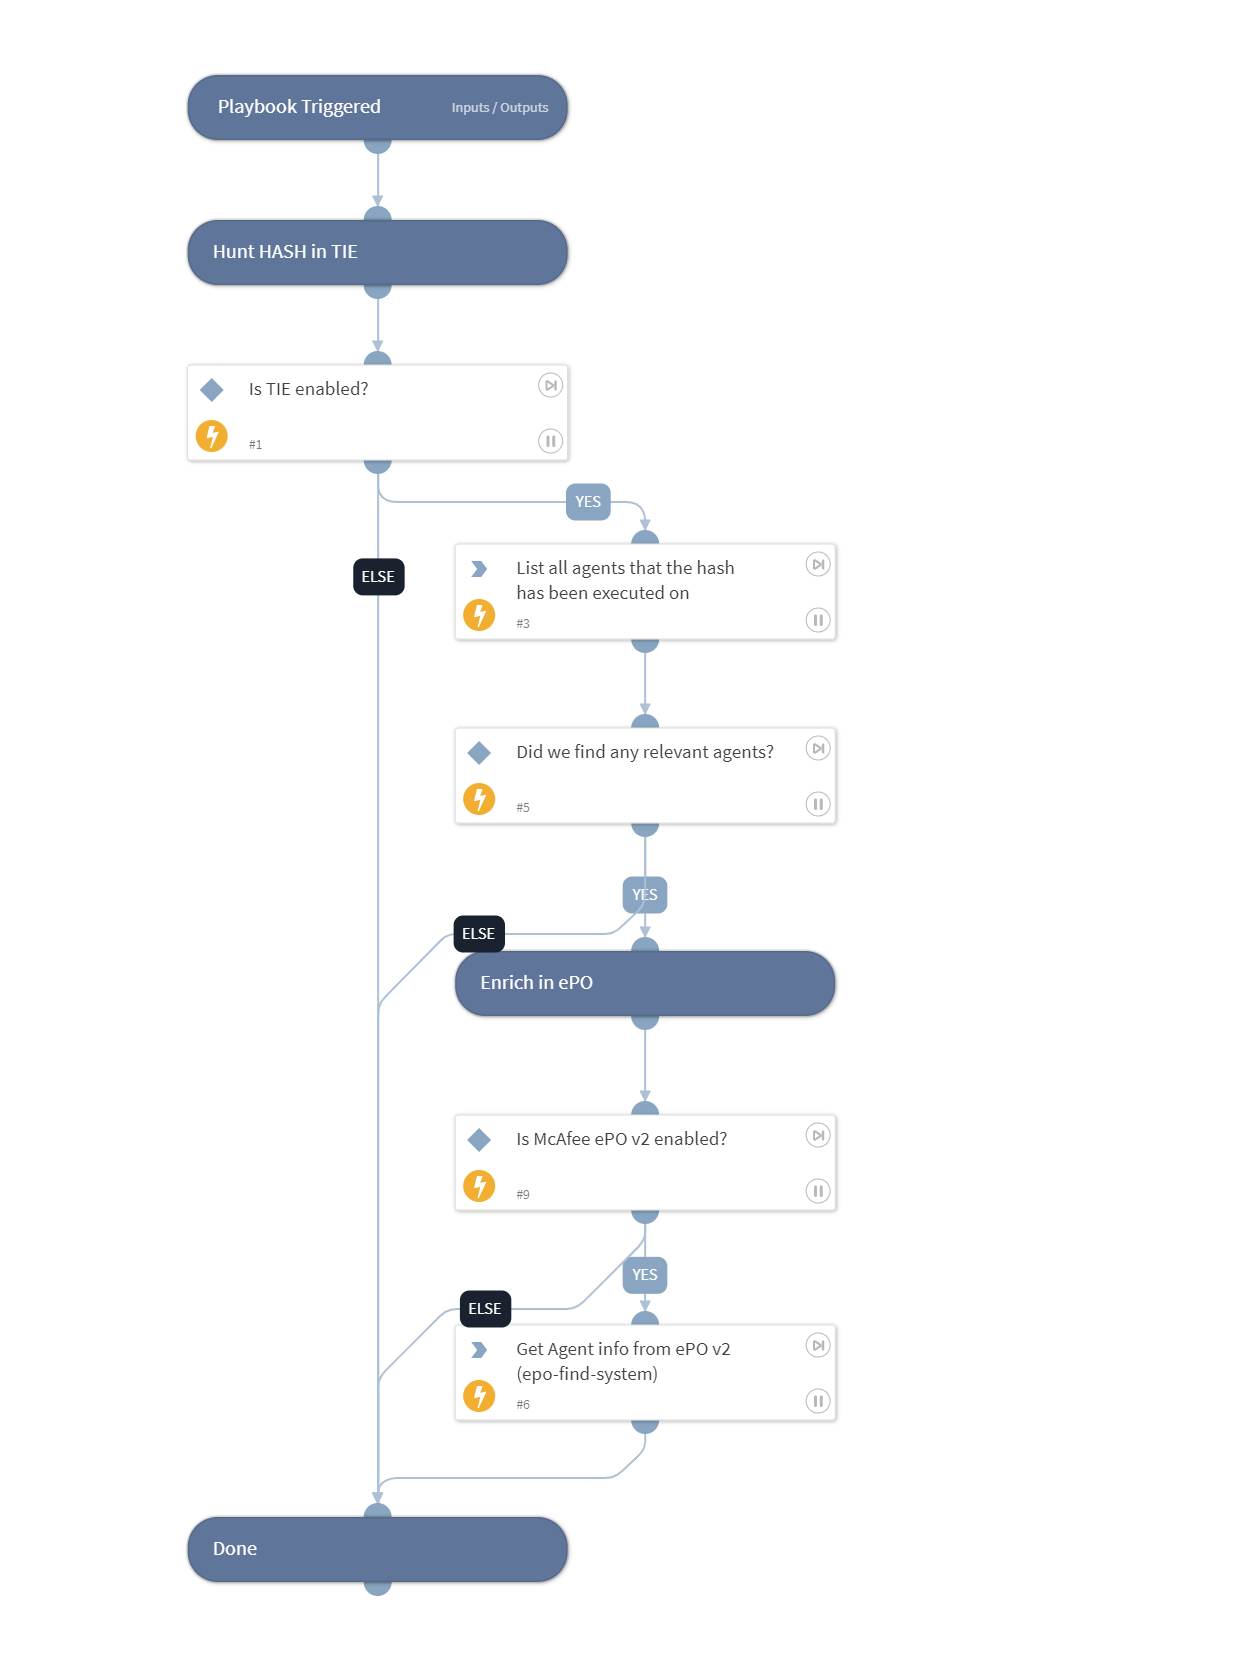 Playbook Triggered Inputs / Outputs
Hunt HASH in TIE
Is TIE enabled?
#1
YES
ELSE
List all agents that the hash
has been executed on
#3
Did we find any relevant agents?
#5
YES
ELSE
Enrich in ePO
Is McAfee ePO v2 enabled?
#9
YES
ELSE
Get Agent info from ePO v2
(epo-find-system)
#6
Done